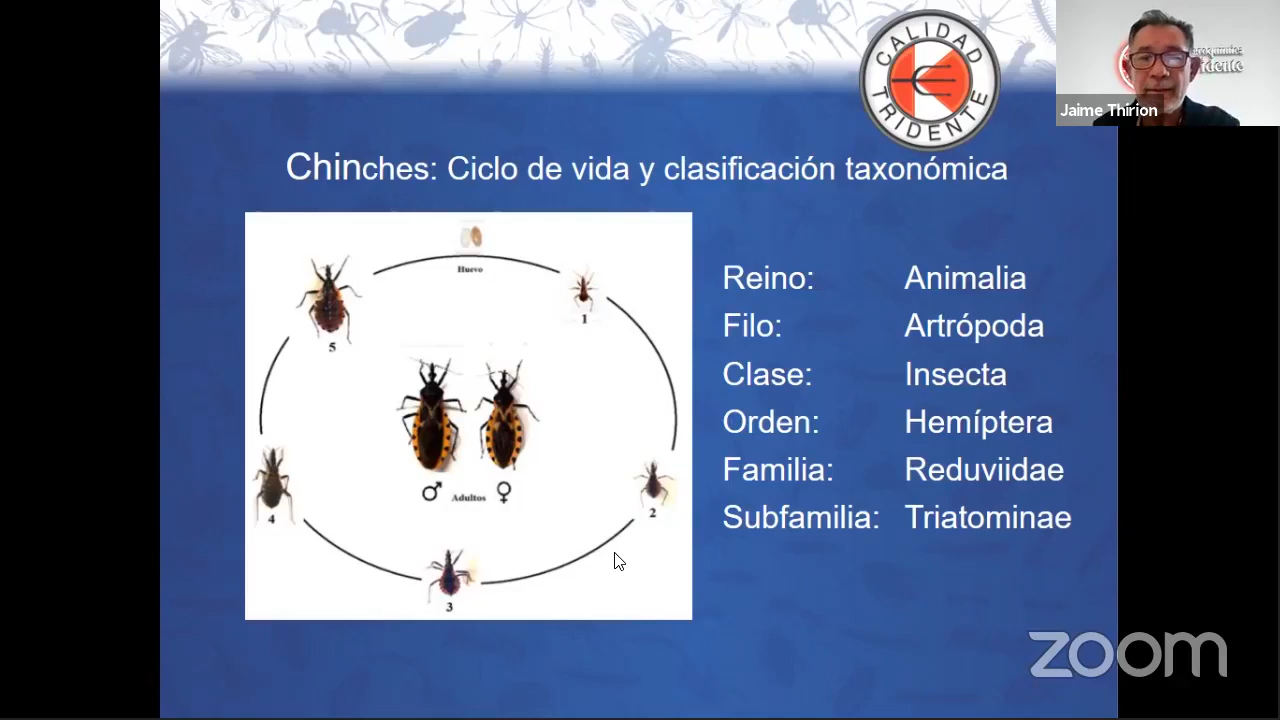 CALIDAD
TRIDENTE
Jaime Thirion
Chinches: Ciclo de vida y clasificación taxonómica
Huevo
1
2
3
4
5
♂ Adultos ♀
Reino: Animalia
Filo: Artrópoda
Clase: Insecta
Orden: Hemíptera
Familia: Reduviidae
Subfamilia: Triatominae
zoom